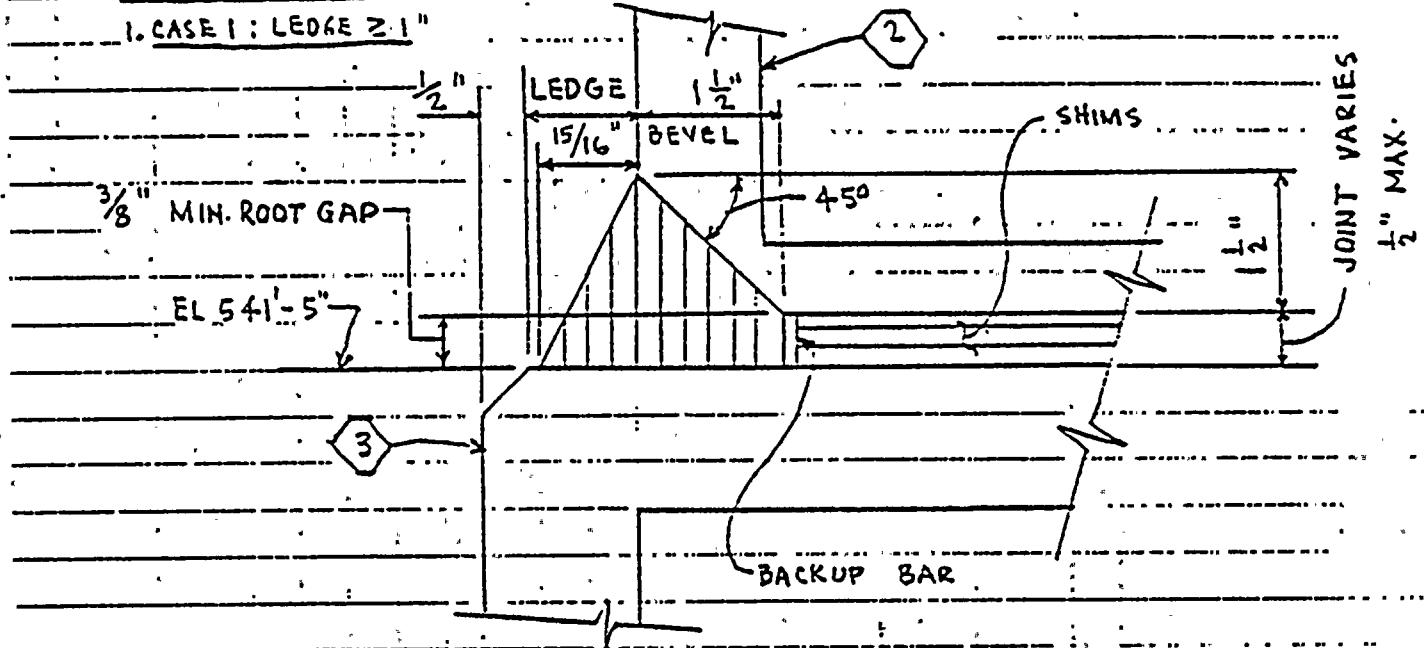 1. CASE 1 : LEDGE ≥ 1"
2
1/2"
LEDGE
1 1/2"
BEVEL
15/16"
SHIMS
45°
3/8" MIN. ROOT GAP
1 1/2"
JOINT VARIES
1/2" MAX.
EL 541'-5"
3
BACKUP BAR